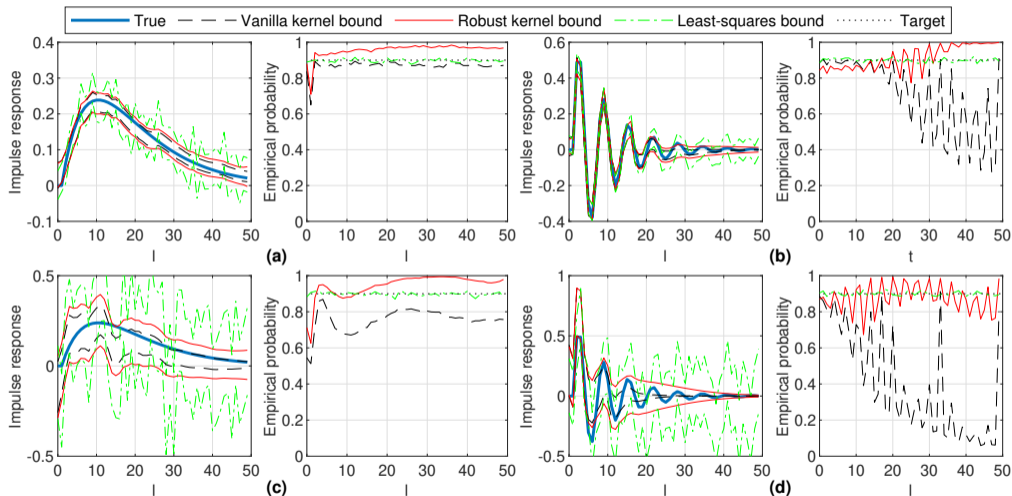 True Vanilla kernel bound Robust kernel bound Least-squares bound Target
Impulse response
0.4
0.3
0.2
0.1
0
-0.1
0 10 20 30 40 50
l
Empirical probability
1
0.8
0.6
0.4
0.2
0
0 10 20 30 40 50
l
(a)
Impulse response
0.6
0.4
0.2
0
-0.2
-0.4
0 10 20 30 40 50
l
Empirical probability
1
0.8
0.6
0.4
0.2
0
0 10 20 30 40 50
t
(b)
Impulse response
0.5
0
-0.5
0 10 20 30 40 50
l
Empirical probability
1
0.8
0.6
0.4
0.2
0
0 10 20 30 40 50
l
(c)
Impulse response
1
0.5
0
-0.5
0 10 20 30 40 50
l
Empirical probability
1
0.8
0.6
0.4
0.2
0
0 10 20 30 40 50
l
(d)